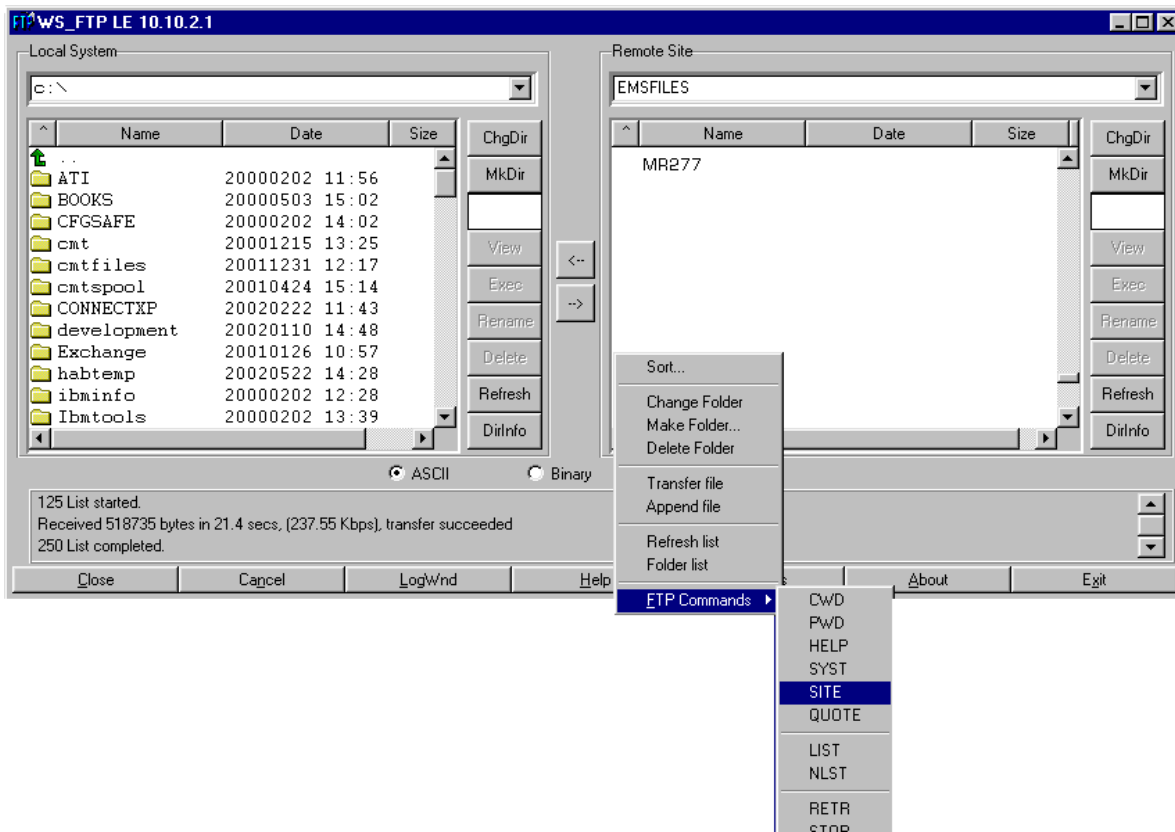 WS_FTP LE 10.10.2.1
Local System
c:\
^ Name Date Size
..
ATI 20000202 11:56
BOOKS 20000503 15:02
CFGSAFE 20000202 14:02
cmt 20001215 13:25
cmtfiles 20011231 12:17
cmtspool 20010424 15:14
CONNECTXP 20020222 11:43
development 20020110 14:48
Exchange 20010126 10:57
habtemp 20020522 14:28
ibminfo 20000202 12:28
Ibmtools 20000202 13:39
ChgDir
MkDir
View
Exec
Rename
Delete
Refresh
DirInfo
<--
-->
Remote Site
EMSFILES
^ Name Date Size
MR277
ChgDir
MkDir
View
Exec
Rename
Delete
Refresh
DirInfo
ASCII Binary
125 List started.
Received 518735 bytes in 21.4 secs, (237.55 Kbps), transfer succeeded
250 List completed.
Close Cancel LogWnd Help About Exit
Sort...
Change Folder
Make Folder...
Delete Folder
Transfer file
Append file
Refresh list
Folder list
FTP Commands
CWD
PWD
HELP
SYST
SITE
QUOTE
LIST
NLST
RETR
STOR